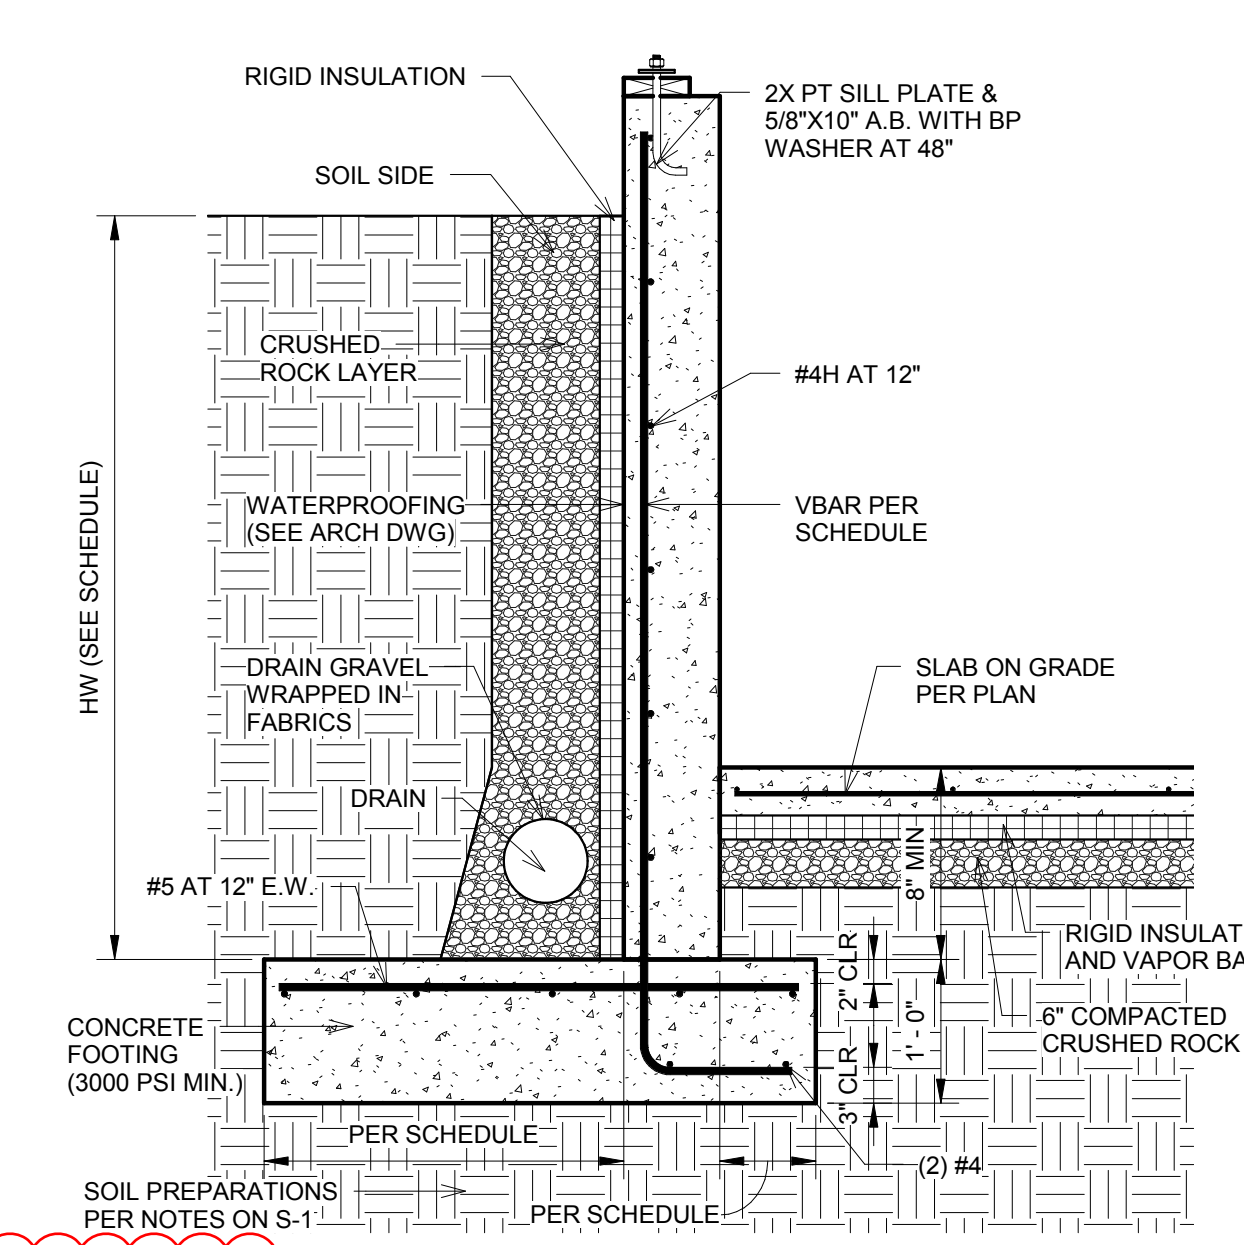 RIGID INSULATION
2X PT SILL PLATE &
5/8"X10" A.B. WITH BP
WASHER AT 48"
SOIL SIDE
CRUSHED
ROCK LAYER
#4H AT 12"
HW (SEE SCHEDULE)
WATERPROOFING
(SEE ARCH DWG)
VBAR PER
SCHEDULE
DRAIN GRAVEL
WRAPPED IN
FABRICS
SLAB ON GRADE
PER PLAN
DRAIN
8" MIN
#5 AT 12" E.W.
RIGID INSULAT
AND VAPOR BA
2" CLR
1' - 0"
6" COMPACTED
CRUSHED ROCK
CONCRETE
FOOTING
(3000 PSI MIN.)
3" CLR
PER SCHEDULE
(2) #4
SOIL PREPARATIONS
PER NOTES ON S-1
PER SCHEDULE